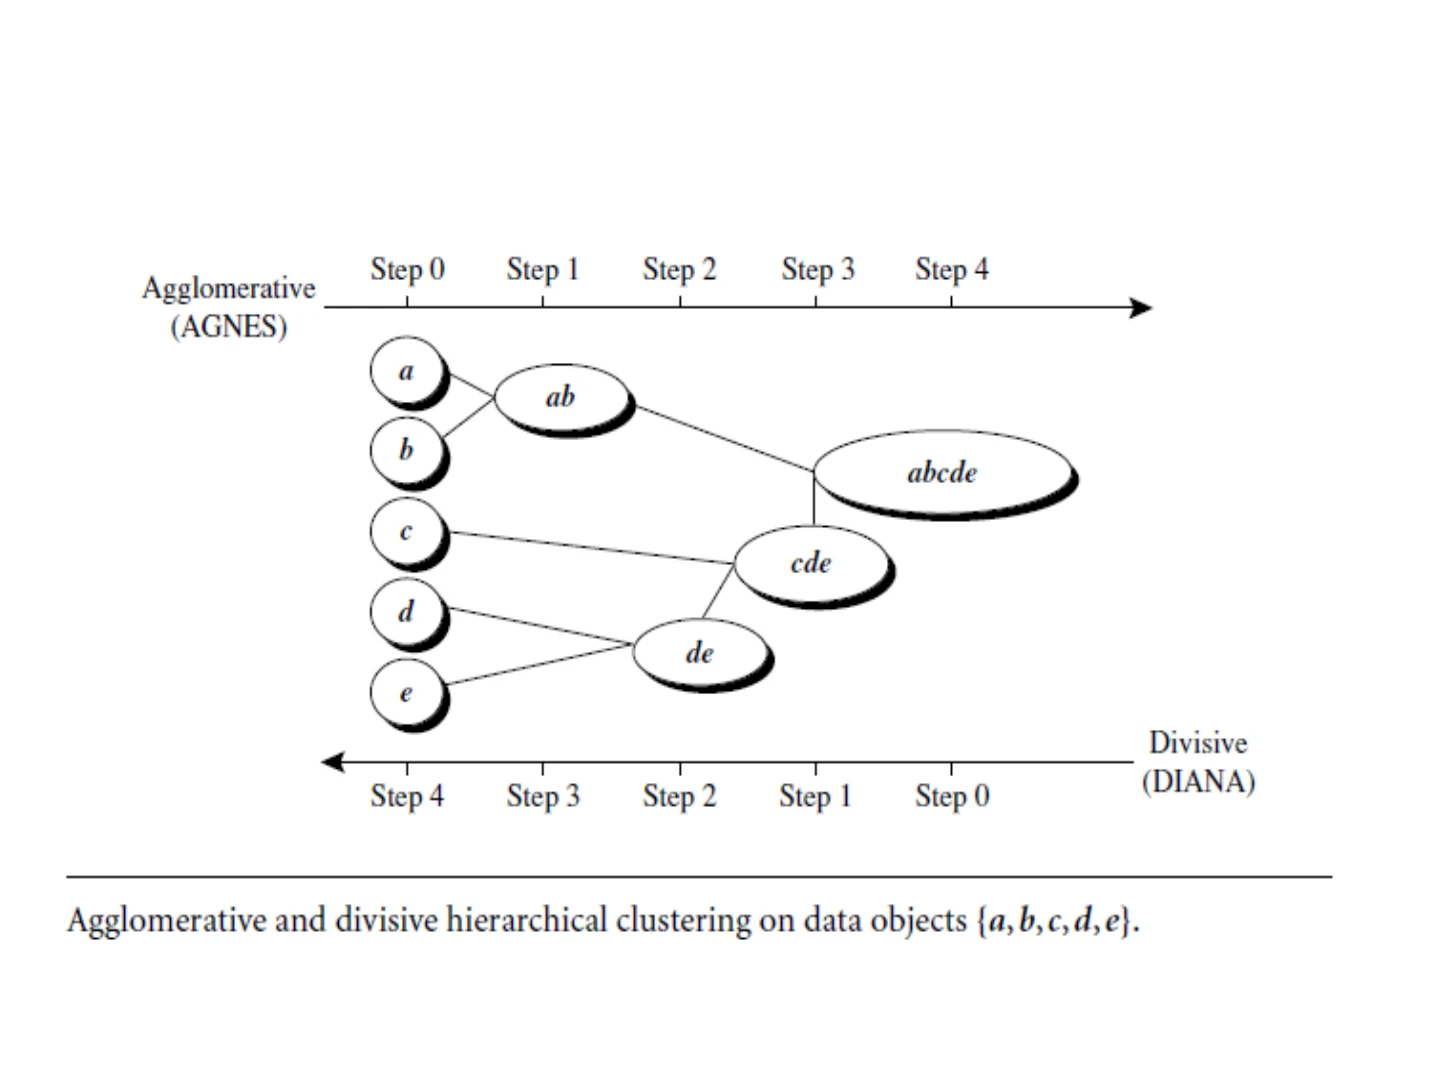 Step 0 Step 1 Step 2 Step 3 Step 4
Agglomerative
(AGNES)
a
ab
b
abcde
c
cde
d
de
e
Divisive
(DIANA)
Step 4 Step 3 Step 2 Step 1 Step 0
Agglomerative and divisive hierarchical clustering on data objects {a, b, c, d, e}.